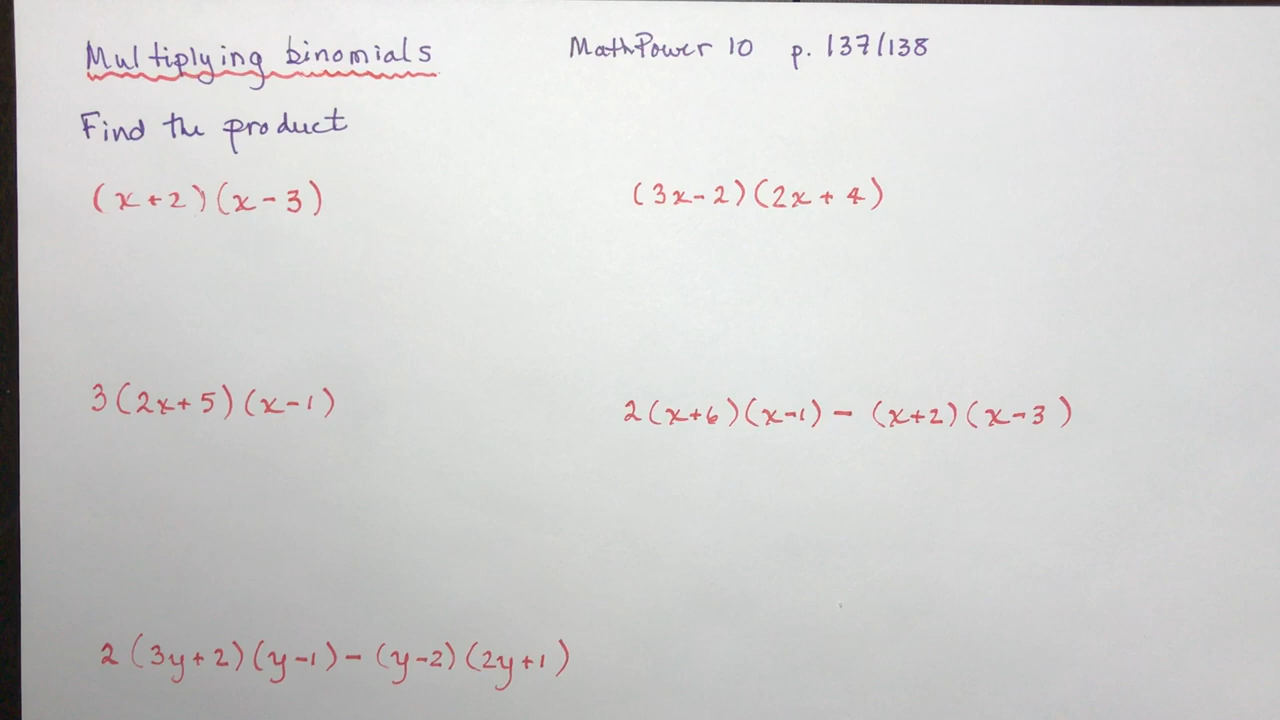 Multiplying binomials
MathPower 10 p. 137/138
Find the product
(x+2)(x-3)
(3x-2)(2x+4)
3(2x+5)(x-1)
2(x+6)(x-1) - (x+2)(x-3)
2(3y+2)(y-1) - (y-2)(2y+1)